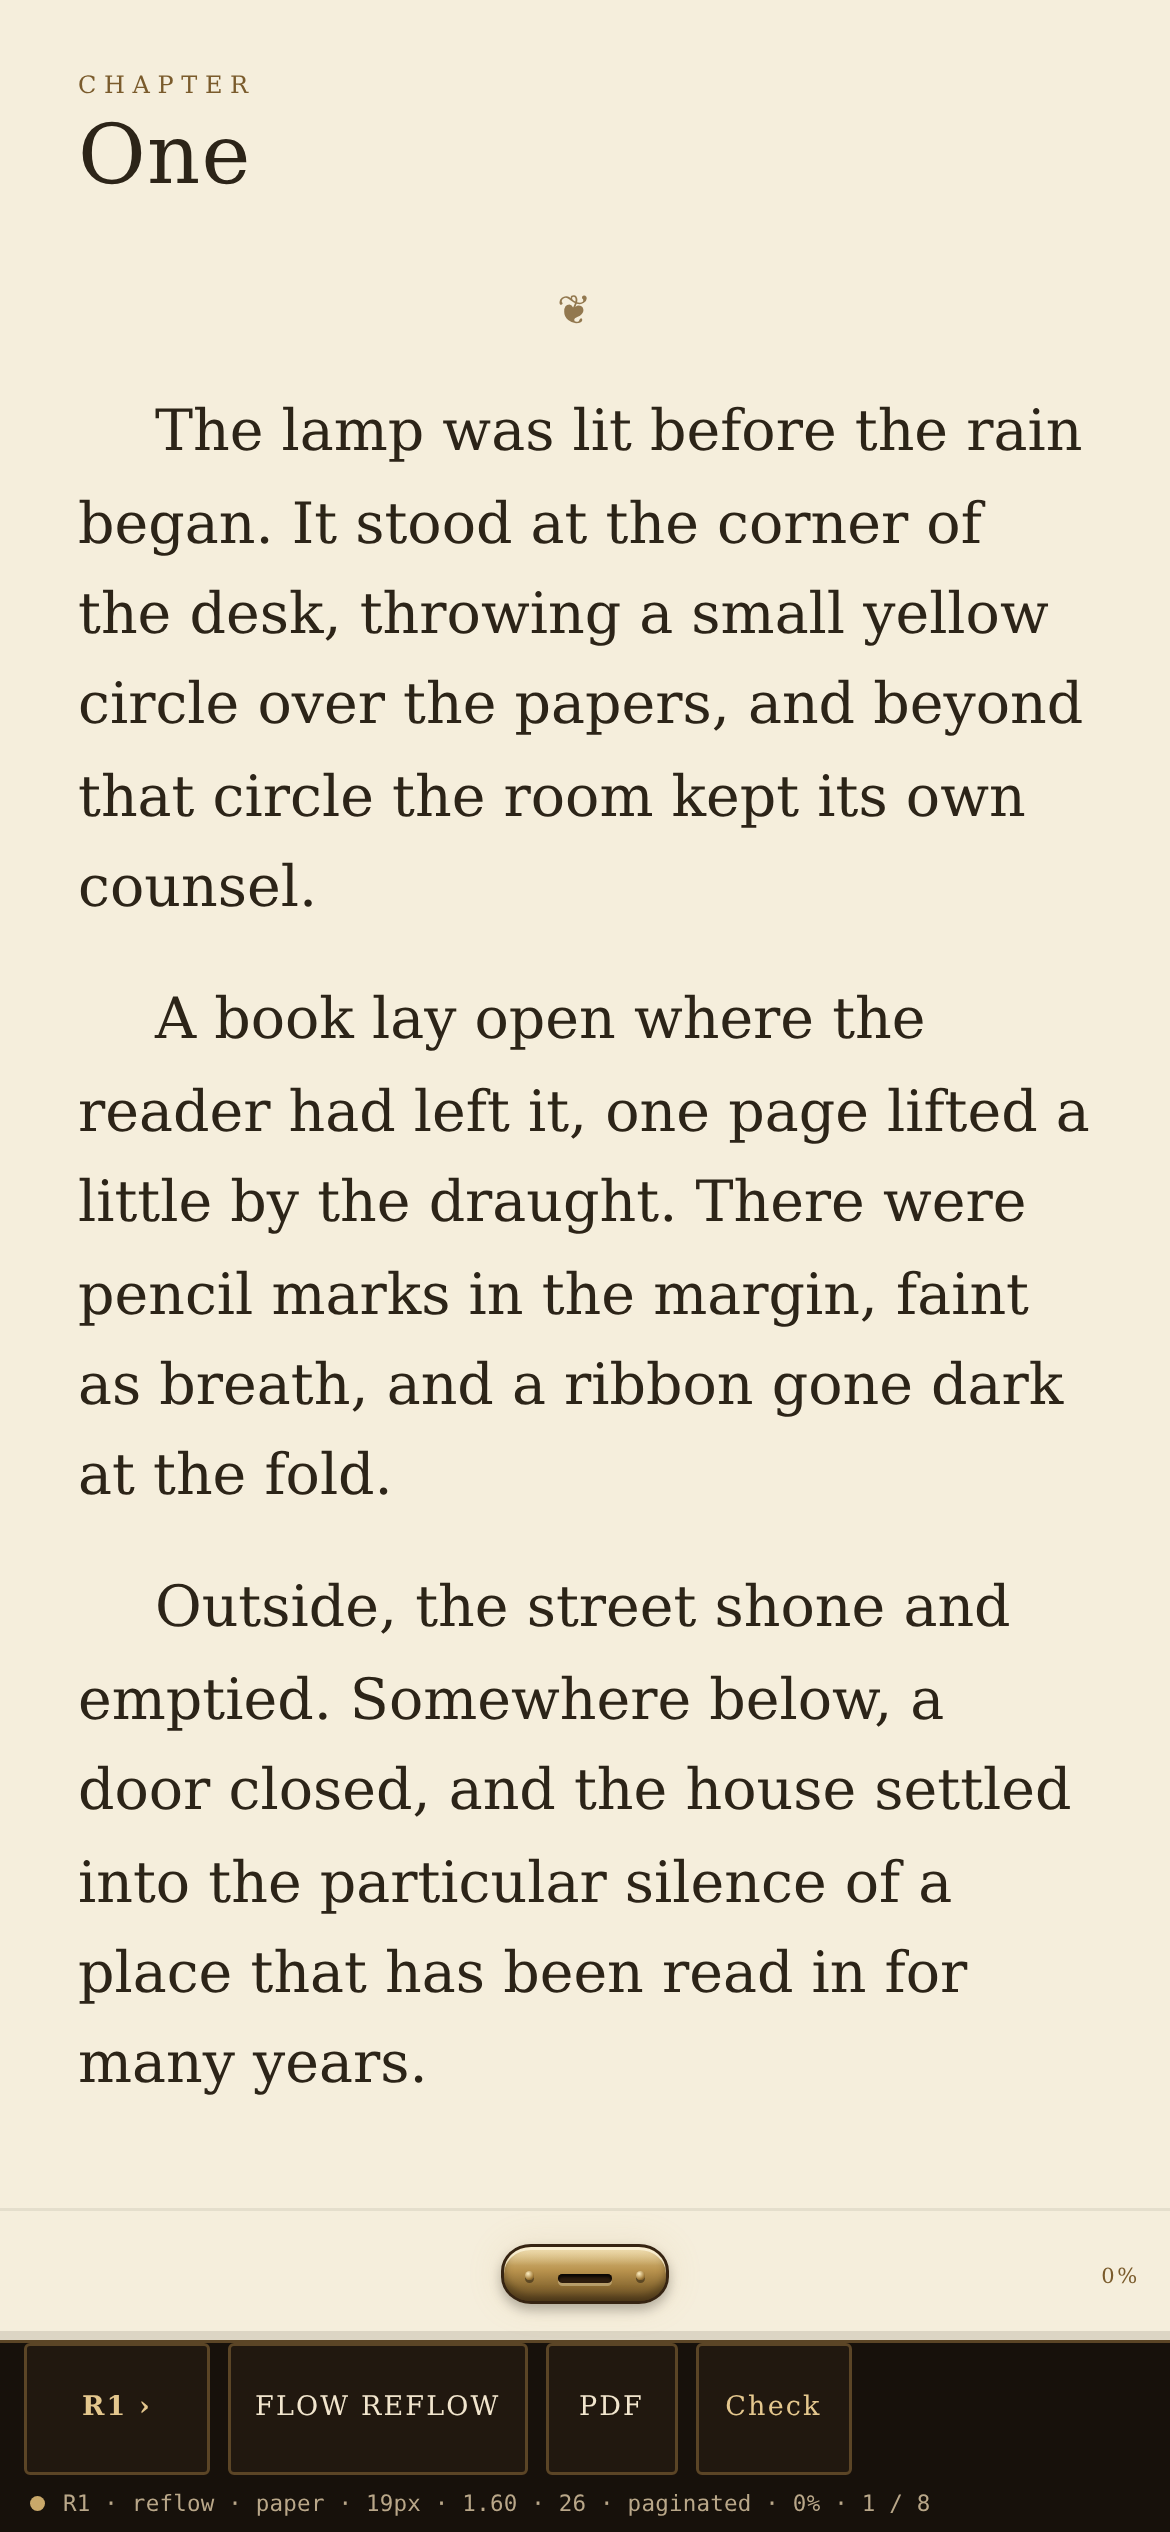 CHAPTER
One
❦
The lamp was lit before the rain
began. It stood at the corner of
the desk, throwing a small yellow
circle over the papers, and beyond
that circle the room kept its own
counsel.
A book lay open where the
reader had left it, one page lifted a
little by the draught. There were
pencil marks in the margin, faint
as breath, and a ribbon gone dark
at the fold.
Outside, the street shone and
emptied. Somewhere below, a
door closed, and the house settled
into the particular silence of a
place that has been read in for
many years.
0%
R1 › FLOW REFLOW PDF Check
R1 · reflow · paper · 19px · 1.60 · 26 · paginated · 0% · 1 / 8